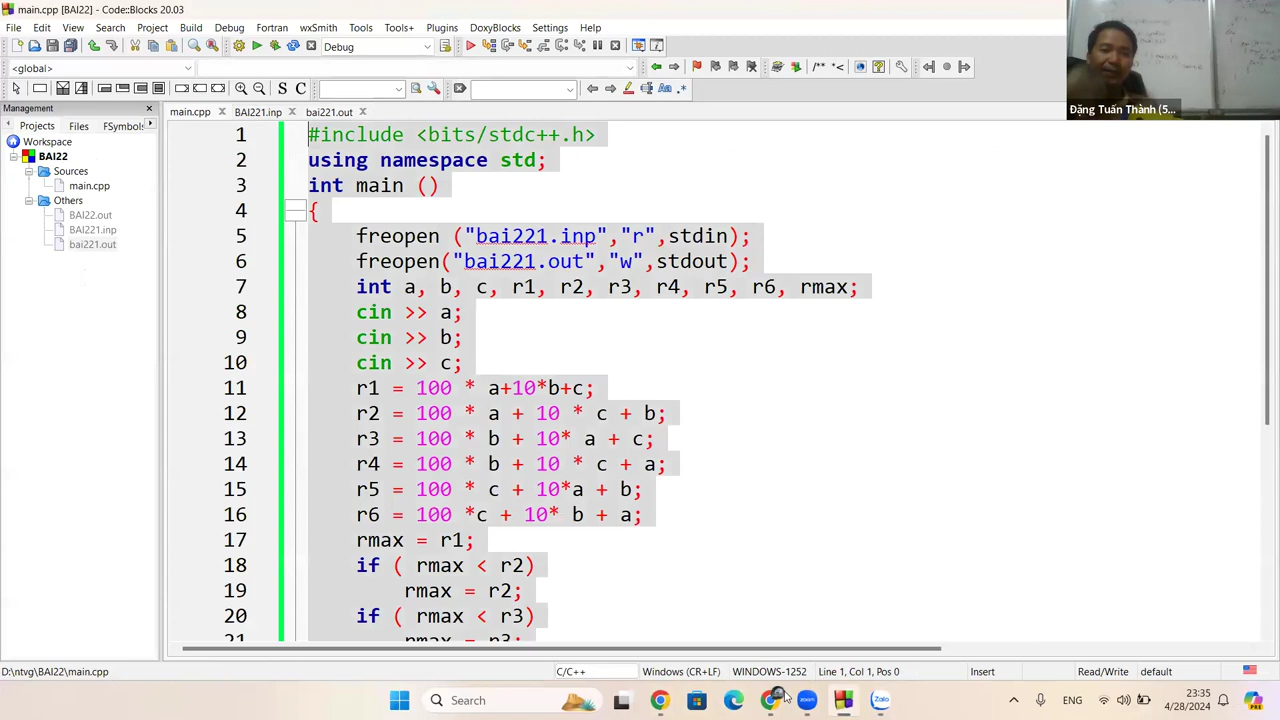 main.cpp [BAI22] - Code::Blocks 20.03
File Edit View Search Project Build Debug Fortran wxSmith Tools Tools+ Plugins DoxyBlocks Settings Help
Debug
<global>
/** *<
S C
Aa .*
Management
Projects Files FSymbols
Workspace
BAI22
Sources
main.cpp
Others
BAI22.out
BAI221.inp
bai221.out
main.cpp X BAI221.inp X bai221.out X
1 #include <bits/stdc++.h>
2 using namespace std;
3 int main ()
4 {
5 freopen ("bai221.inp","r",stdin);
6 freopen("bai221.out","w",stdout);
7 int a, b, c, r1, r2, r3, r4, r5, r6, rmax;
8 cin >> a;
9 cin >> b;
10 cin >> c;
11 r1 = 100 * a+10*b+c;
12 r2 = 100 * a + 10 * c + b;
13 r3 = 100 * b + 10* a + c;
14 r4 = 100 * b + 10 * c + a;
15 r5 = 100 * c + 10*a + b;
16 r6 = 100 *c + 10* b + a;
17 rmax = r1;
18 if ( rmax < r2)
19 rmax = r2;
20 if ( rmax < r3)
21 rmax = r3;
Đặng Tuấn Thành (5...
D:\ntvg\BAI22\main.cpp C/C++ Windows (CR+LF) WINDOWS-1252 Line 1, Col 1, Pos 0 Insert Read/Write default
Search
zoom
Zalo
ENG
23:35
4/28/2024